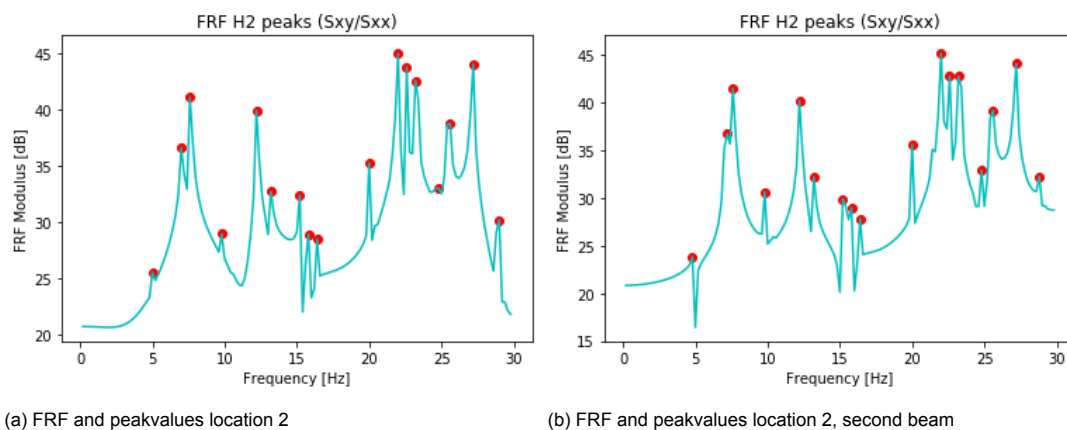 FRF H2 peaks (Sxy/Sxx)
45
40
35
30
25
20
FRF Modulus [dB]
0 5 10 15 20 25 30
Frequency [Hz]
(a) FRF and peakvalues location 2
FRF H2 peaks (Sxy/Sxx)
45
40
35
30
25
20
15
FRF Modulus [dB]
0 5 10 15 20 25 30
Frequency [Hz]
(b) FRF and peakvalues location 2, second beam